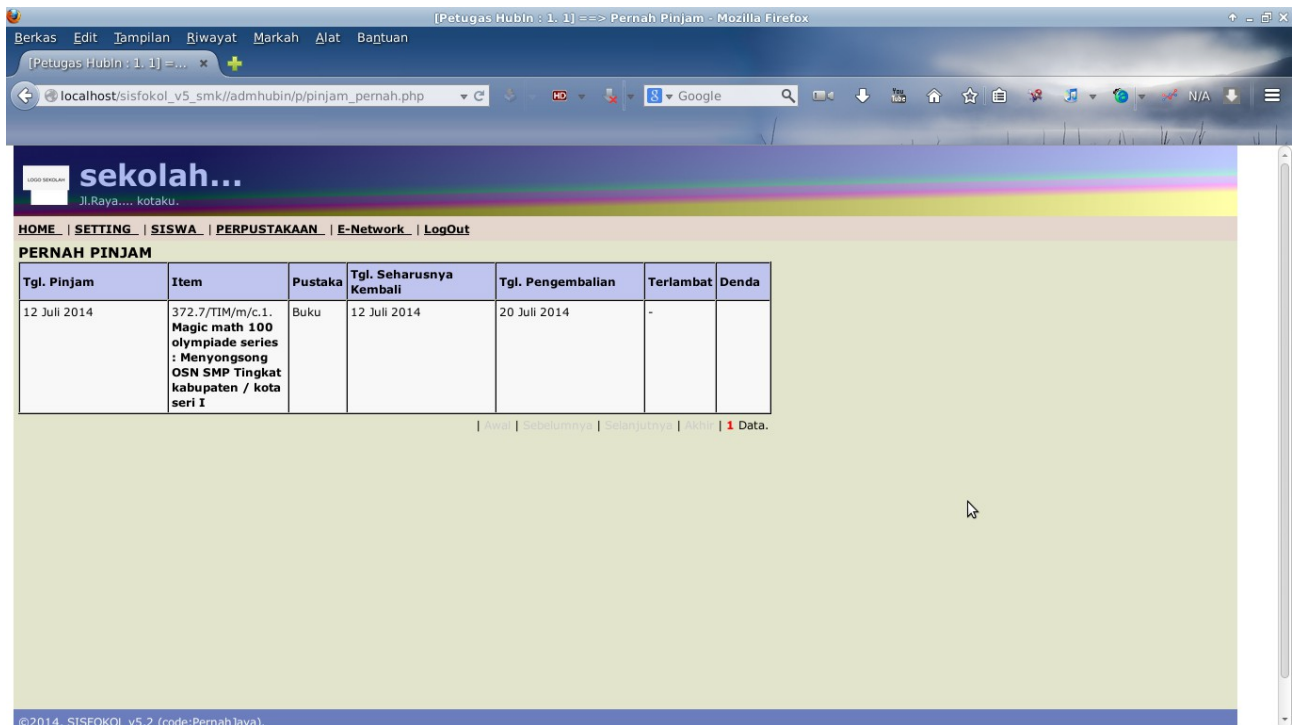 [Petugas HubIn : 1. 1] ==> Pernah Pinjam - Mozilla Firefox
Berkas Edit Tampilan Riwayat Markah Alat Bantuan
[Petugas HubIn : 1. 1] =...
localhost/sisfokol_v5_smk//admhubin/p/pinjam_pernah.php
HD
8 Google
You Tube
N/A
LOGO SEKOLAH
sekolah...
Jl.Raya.... kotaku.
HOME | SETTING | SISWA | PERPUSTAKAAN | E-Network | LogOut
PERNAH PINJAM
Tgl. Pinjam Item Pustaka Tgl. Seharusnya Kembali Tgl. Pengembalian Terlambat Denda
12 Juli 2014 372.7/TIM/m/c.1. Buku 12 Juli 2014 20 Juli 2014 -
Magic math 100
olympiade series
: Menyongsong
OSN SMP Tingkat
kabupaten / kota
seri I
| Awal | Sebelumnya | Selanjutnya | Akhir | 1 Data.
©2014. SISFOKOL v5.2 (code:PernahJaya).